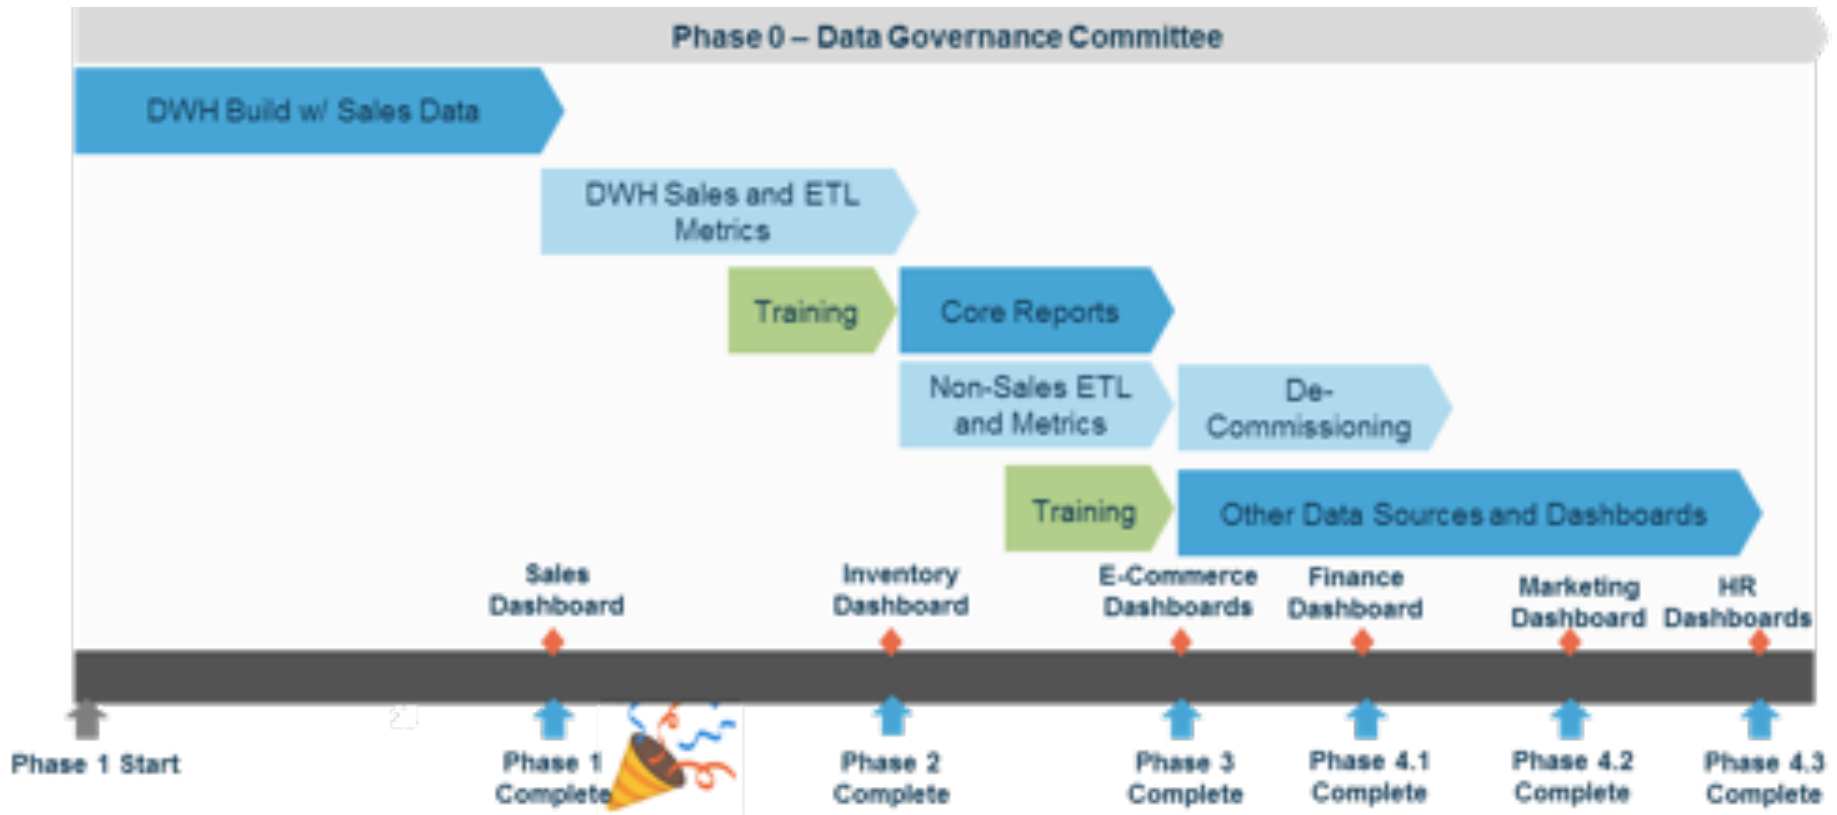 Phase 0 – Data Governance Committee
DWH Build w/ Sales Data
DWH Sales and ETL
Metrics
Training
Core Reports
Non-Sales ETL
and Metrics
De-
Commissioning
Training
Other Data Sources and Dashboards
Sales
Dashboard
Inventory
Dashboard
E-Commerce
Dashboards
Finance
Dashboard
Marketing
Dashboard
HR
Dashboards
Phase 1 Start
Phase 1
Complete
Phase 2
Complete
Phase 3
Complete
Phase 4.1
Complete
Phase 4.2
Complete
Phase 4.3
Complete